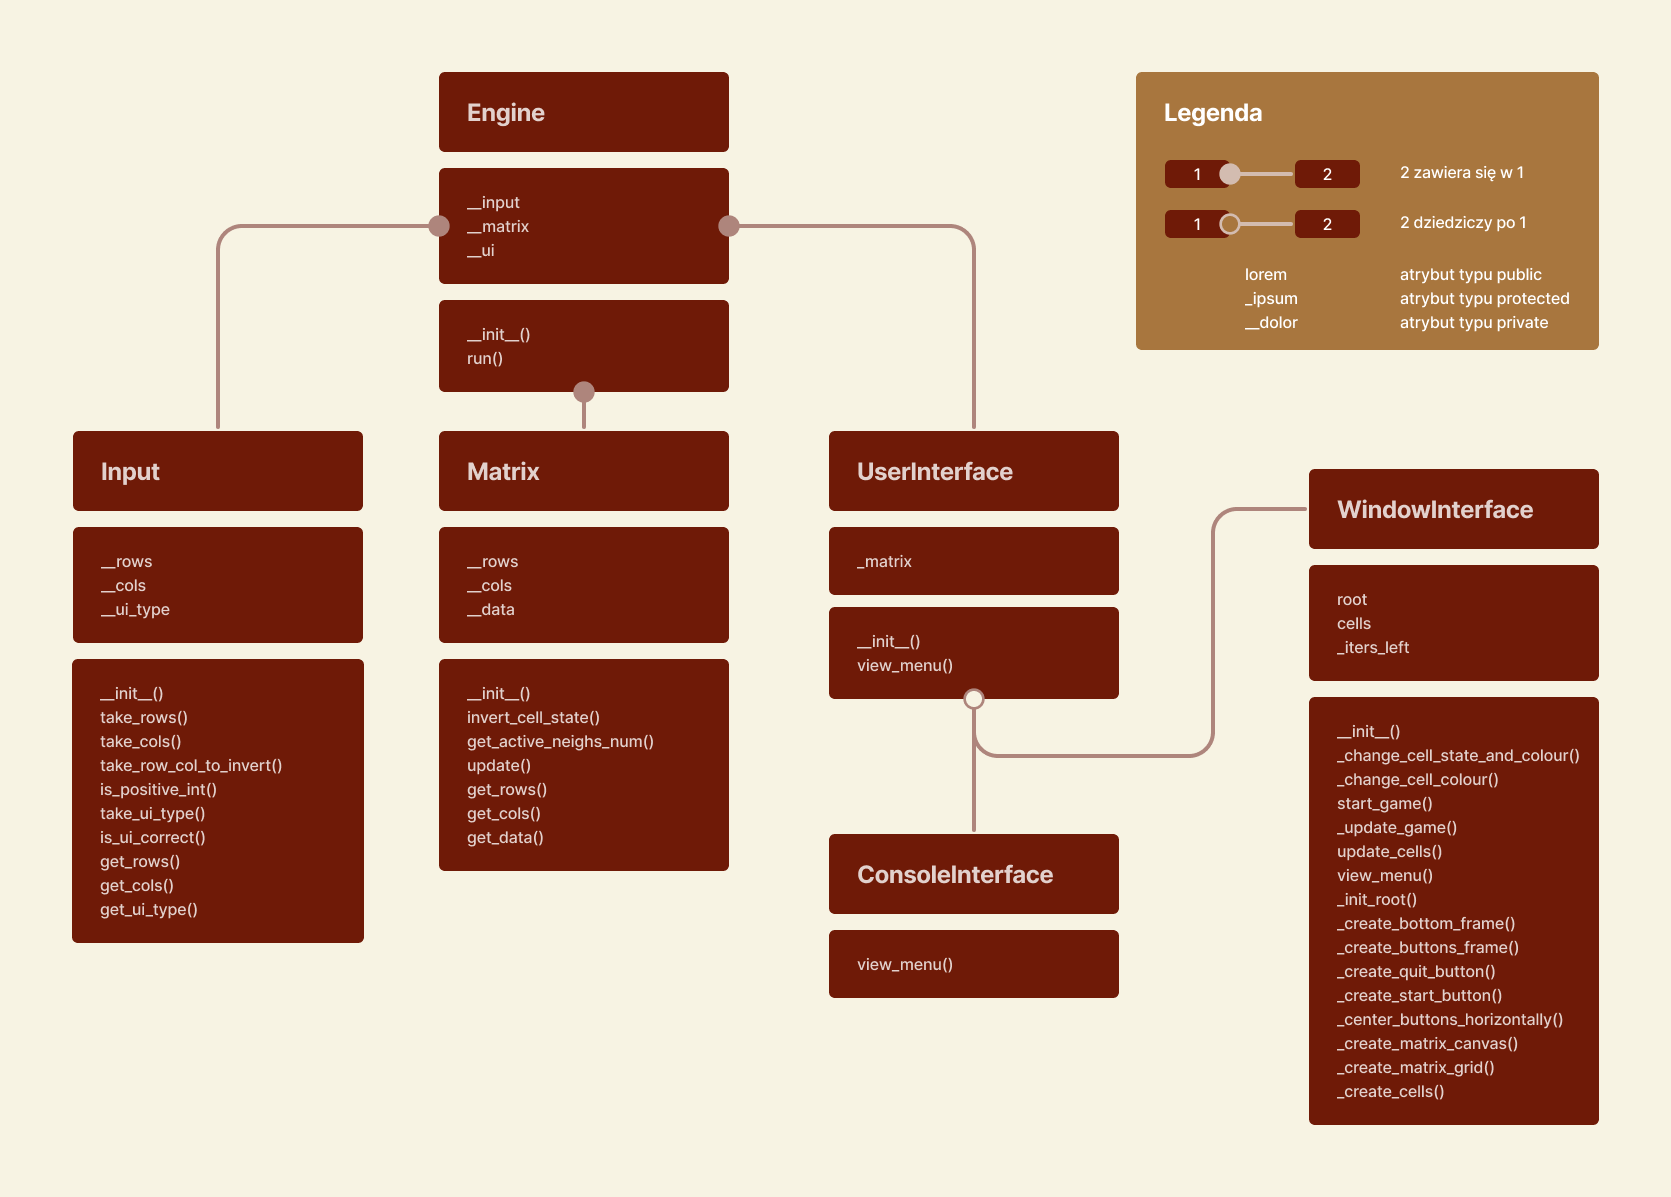 Engine
__input
__matrix
__ui
__init__()
run()
Legenda
1 2 2 zawiera się w 1
1 2 2 dziedziczy po 1
lorem atrybut typu public
_ipsum atrybut typu protected
__dolor atrybut typu private
Input
__rows
__cols
__ui_type
__init__()
take_rows()
take_cols()
take_row_col_to_invert()
is_positive_int()
take_ui_type()
is_ui_correct()
get_rows()
get_cols()
get_ui_type()
Matrix
__rows
__cols
__data
__init__()
invert_cell_state()
get_active_neighs_num()
update()
get_rows()
get_cols()
get_data()
UserInterface
_matrix
__init__()
view_menu()
ConsoleInterface
view_menu()
WindowInterface
root
cells
_iters_left
__init__()
_change_cell_state_and_colour()
_change_cell_colour()
start_game()
_update_game()
update_cells()
view_menu()
_init_root()
_create_bottom_frame()
_create_buttons_frame()
_create_quit_button()
_create_start_button()
_center_buttons_horizontally()
_create_matrix_canvas()
_create_matrix_grid()
_create_cells()